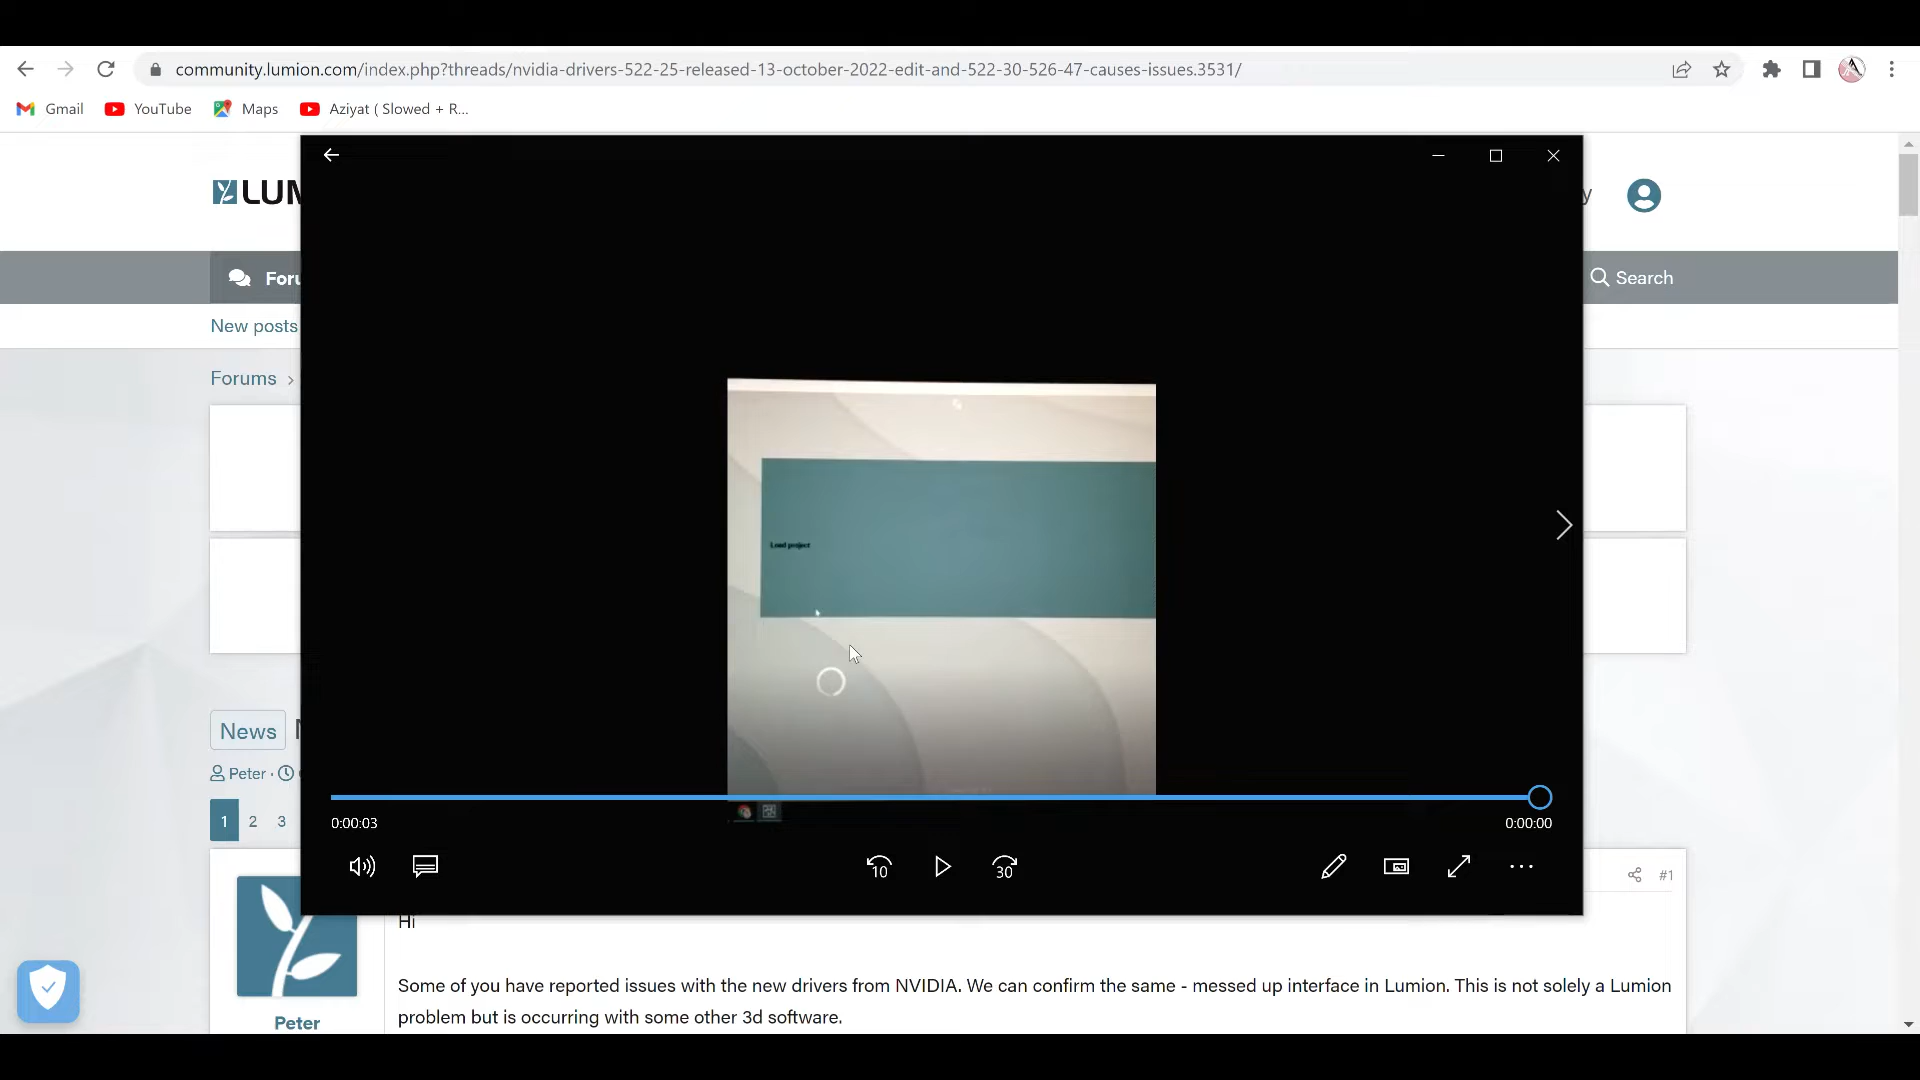 community.lumion.com/index.php?threads/nvidia-drivers-522-25-released-13-october-2022-edit-and-522-30-526-47-causes-issues.3531/
Gmail YouTube Maps Aziyat ( Slowed + R...
LUM
y
Foru
Search
New posts
Forums ›
Load project
News N
Peter ·
1 2 3
0:00:03 0:00:00
10 30
#1
Hi
Some of you have reported issues with the new drivers from NVIDIA. We can confirm the same - messed up interface in Lumion. This is not solely a Lumion
problem but is occurring with some other 3d software.
Peter